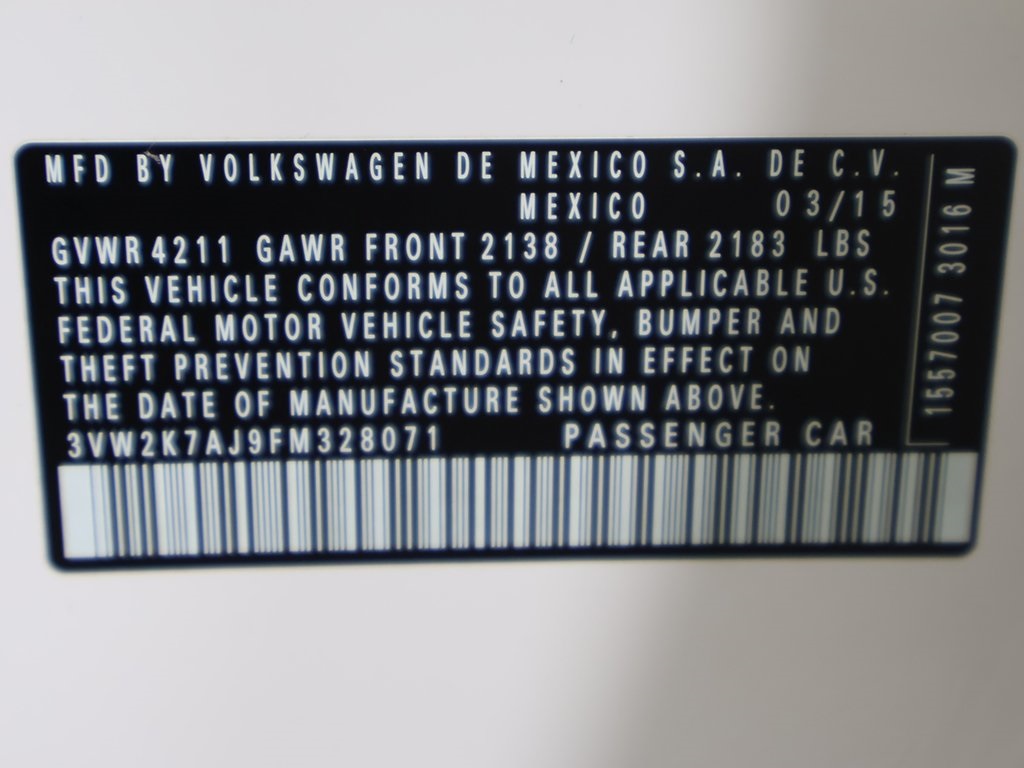 MFD BY VOLKSWAGEN DE MEXICO S.A. DE C.V.
MEXICO 03/15
GVWR 4211 GAWR FRONT 2138 / REAR 2183 LBS
THIS VEHICLE CONFORMS TO ALL APPLICABLE U.S.
FEDERAL MOTOR VEHICLE SAFETY, BUMPER AND
THEFT PREVENTION STANDARDS IN EFFECT ON
THE DATE OF MANUFACTURE SHOWN ABOVE.
3VW2K7AJ9FM328071 PASSENGER CAR
1557007 3016 M